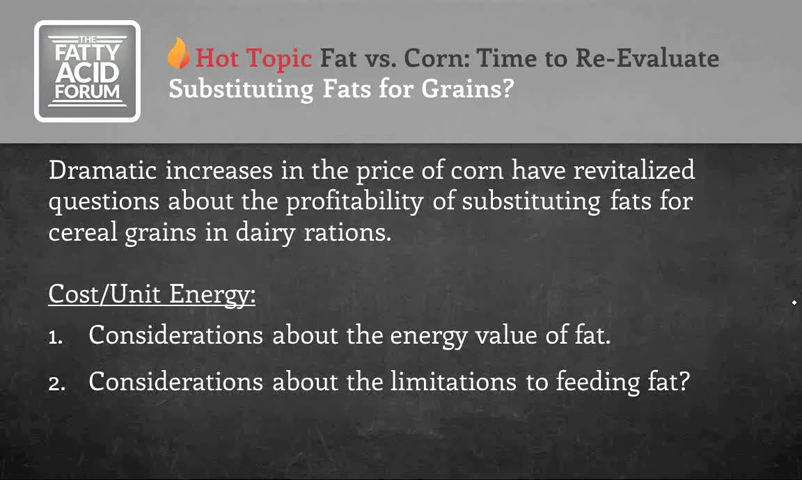 THE
FATTY
ACID
FORUM
Hot Topic Fat vs. Corn: Time to Re-Evaluate
Substituting Fats for Grains?
Dramatic increases in the price of corn have revitalized
questions about the profitability of substituting fats for
cereal grains in dairy rations.
Cost/Unit Energy:
1. Considerations about the energy value of fat.
2. Considerations about the limitations to feeding fat?